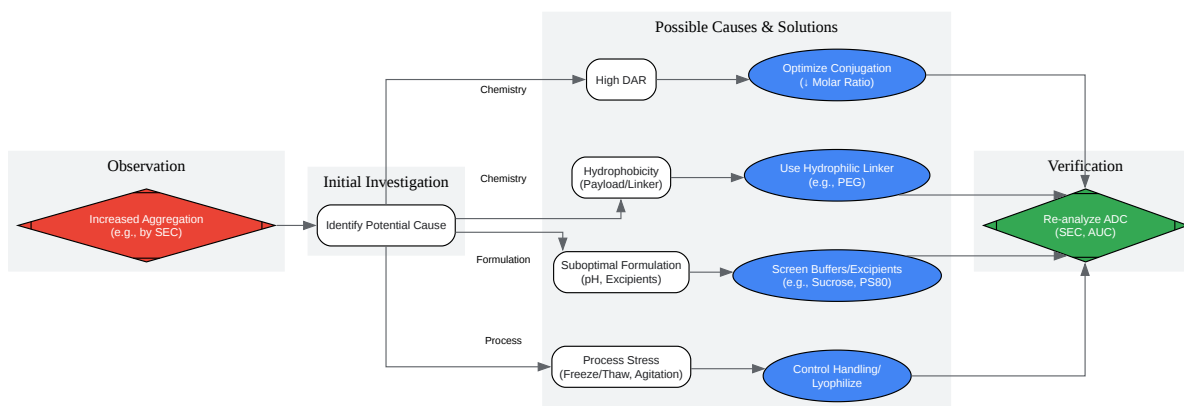 Possible Causes & Solutions
Observation
Initial Investigation
Verification
Increased Aggregation
(e.g., by SEC)
Identify Potential Cause
Chemistry
High DAR
Optimize Conjugation
(↓ Molar Ratio)
Chemistry
Hydrophobicity
(Payload/Linker)
Use Hydrophilic Linker
(e.g., PEG)
Formulation
Suboptimal Formulation
(pH, Excipients)
Screen Buffers/Excipients
(e.g., Sucrose, PS80)
Process
Process Stress
(Freeze/Thaw, Agitation)
Control Handling/
Lyophilize
Re-analyze ADC
(SEC, AUC)